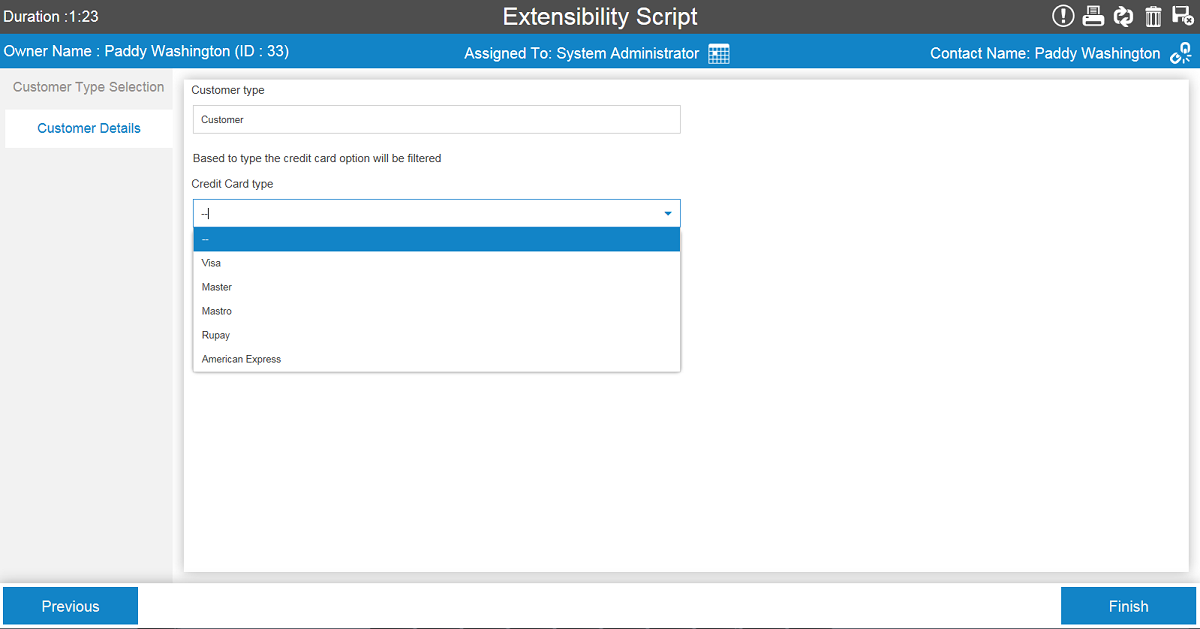 Duration :1:23
Extensibility Script
Owner Name : Paddy Washington (ID : 33)
Assigned To: System Administrator
Contact Name: Paddy Washington
Customer Type Selection
Customer Details
Customer type
Customer
Based to type the credit card option will be filtered
Credit Card type
--
--
Visa
Master
Mastro
Rupay
American Express
Previous
Finish